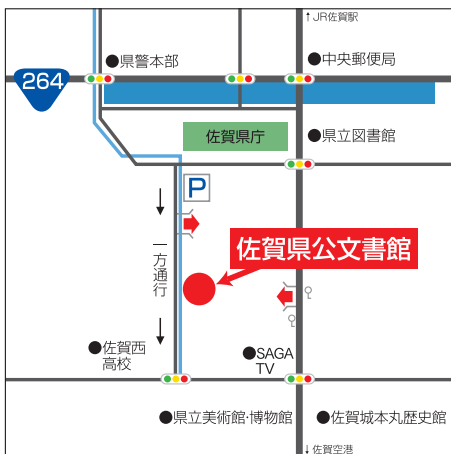 ↑JR佐賀駅
●県警本部
●中央郵便局
264
佐賀県庁
●県立図書館
P
佐賀県公文書館
一方通行
●佐賀西
高校
●SAGA
TV
●県立美術館・博物館
●佐賀城本丸歴史館
↓佐賀空港